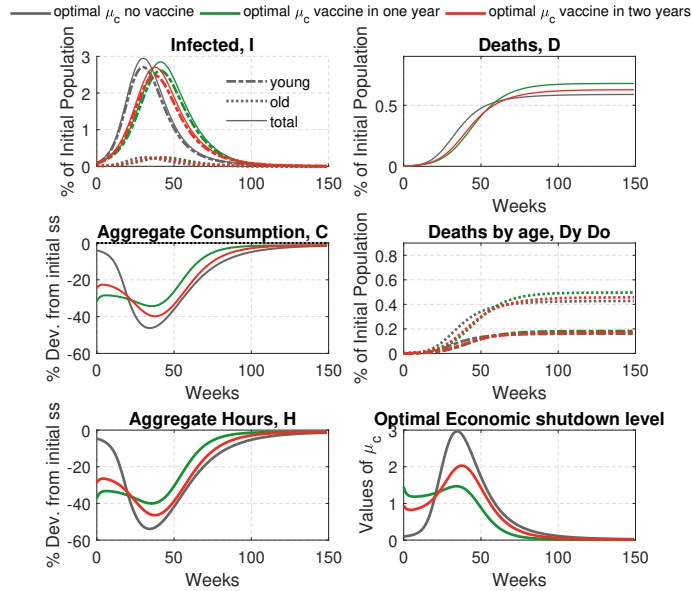 optimal μc no vaccine optimal μc vaccine in one year optimal μc vaccine in two years
Infected, I
% of Initial Population
3
2
1
0
young
old
total
0 50 100 150
Weeks
Deaths, D
% of Initial Population
0.5
0
0 50 100 150
Weeks
Aggregate Consumption, C
% Dev. from initial ss
0
-20
-40
-60
0 50 100 150
Weeks
Deaths by age, Dy Do
% of Initial Population
0.8
0.6
0.4
0.2
0
0 50 100 150
Weeks
Aggregate Hours, H
% Dev. from initial ss
0
-20
-40
-60
0 50 100 150
Weeks
Optimal Economic shutdown level
Values of μc
3
2
1
0
0 50 100 150
Weeks